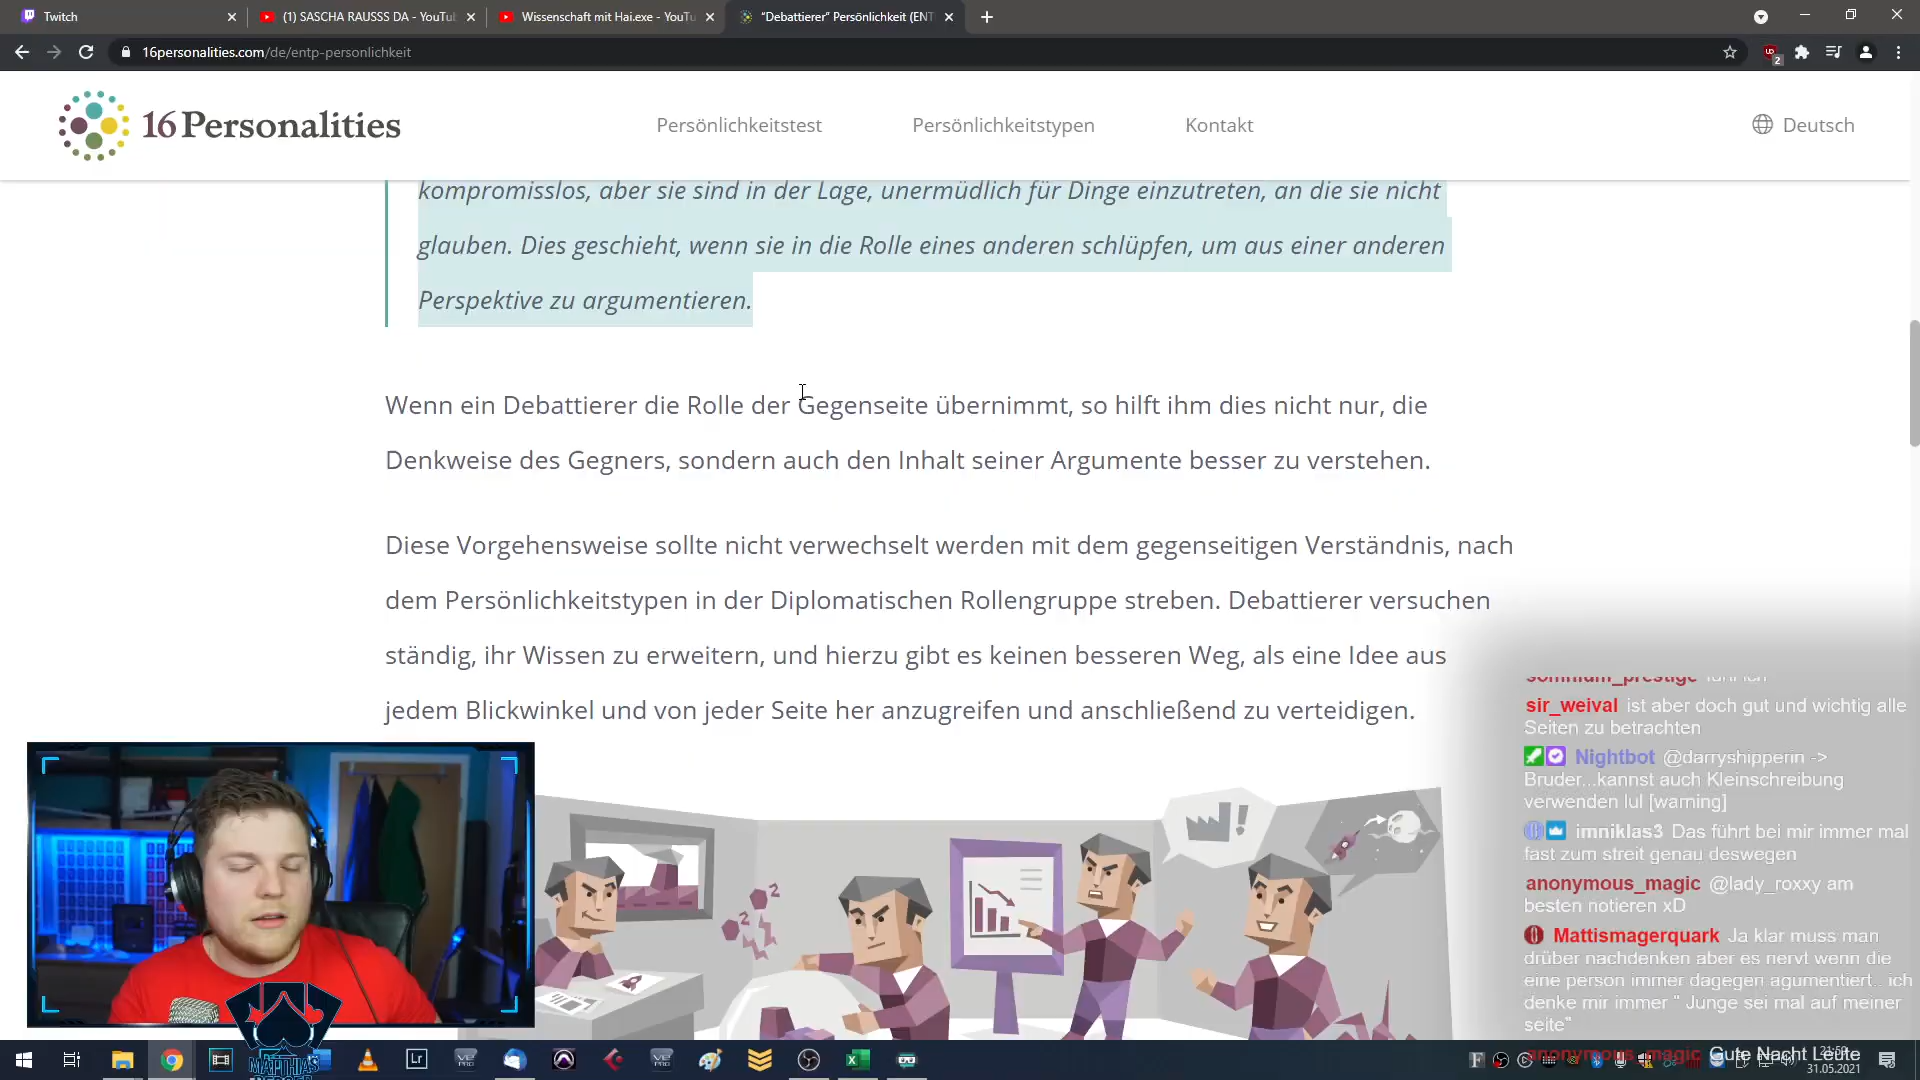 Twitch
(1) SASCHA RAUSSS DA - YouTub
Wissenschaft mit Hai.exe - YouTu
"Debattierer" Persönlichkeit (ENT
16personalities.com/de/entp-personlichkeit
2
16Personalities
Persönlichkeitstest
Persönlichkeitstypen
Kontakt
Deutsch
kompromisslos, aber sie sind in der Lage, unermüdlich für Dinge einzutreten, an die sie nicht
glauben. Dies geschieht, wenn sie in die Rolle eines anderen schlüpfen, um aus einer anderen
Perspektive zu argumentieren.
Wenn ein Debattierer die Rolle der Gegenseite übernimmt, so hilft ihm dies nicht nur, die
Denkweise des Gegners, sondern auch den Inhalt seiner Argumente besser zu verstehen.
Diese Vorgehensweise sollte nicht verwechselt werden mit dem gegenseitigen Verständnis, nach
dem Persönlichkeitstypen in der Diplomatischen Rollengruppe streben. Debattierer versuchen
ständig, ihr Wissen zu erweitern, und hierzu gibt es keinen besseren Weg, als eine Idee aus
jedem Blickwinkel und von jeder Seite her anzugreifen und anschließend zu verteidigen.
somnium_prestige
sir_weival ist aber doch gut und wichtig alle
Seiten zu betrachten
Nightbot @darryshipperin ->
Bruder...kannst auch Kleinschreibung
verwenden lul [warning]
imniklas3 Das führt bei mir immer mal
fast zum streit genau deswegen
anonymous_magic @lady_roxxy am
besten notieren xD
Mattismagerquark Ja klar muss man
drüber nachdenken aber es nervt wenn die
eine person immer dagegen agumentiert.. ich
denke mir immer " Junge sei mal auf meiner
seite"
anonymous_magic Gute Nacht Leute
MATTHIAS
Lr
31.05.2021